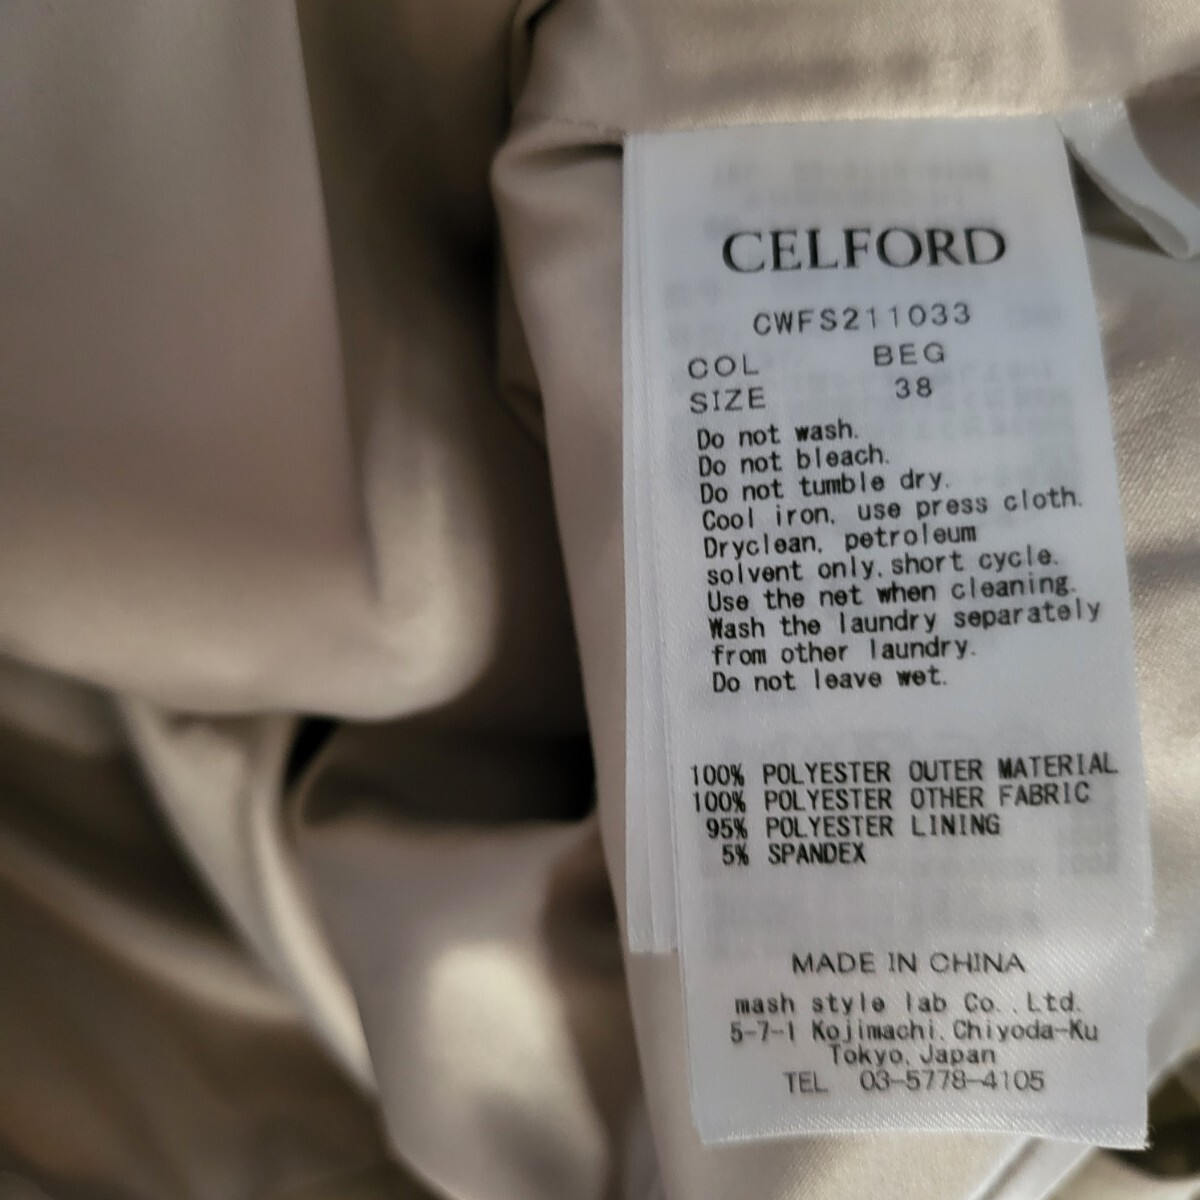 CELFORD
CWFS211033
COL BEG
SIZE 38
Do not wash.
Do not bleach.
Do not tumble dry.
Cool iron, use press cloth.
Dryclean, petroleum
solvent only,short cycle.
Use the net when cleaning.
Wash the laundry separately
from other laundry.
Do not leave wet.
100% POLYESTER OUTER MATERIAL
100% POLYESTER OTHER FABRIC
95% POLYESTER LINING
5% SPANDEX
MADE IN CHINA
mash style lab Co.,Ltd.
5-7-1 Kojimachi,Chiyoda-Ku
Tokyo,Japan
TEL 03-5778-4105